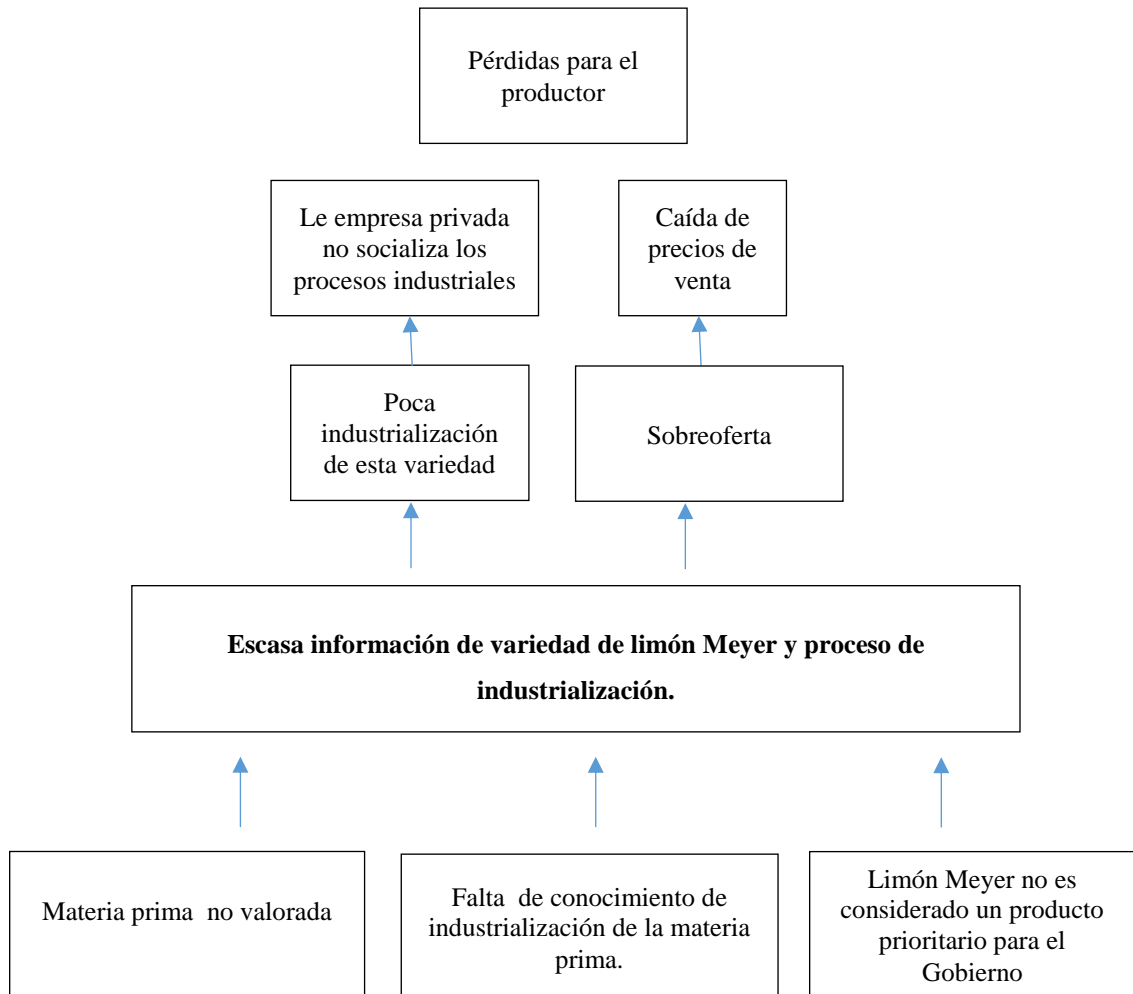 Pérdidas para el
productor
Le empresa privada
no socializa los
procesos industriales
Caída de
precios de
venta
Poca
industrialización
de esta variedad
Sobreoferta
Escasa información de variedad de limón Meyer y proceso de
industrialización.
Materia prima  no valorada
Falta  de conocimiento de
industrialización de la materia
prima.
Limón Meyer no es
considerado un producto
prioritario para el
Gobierno